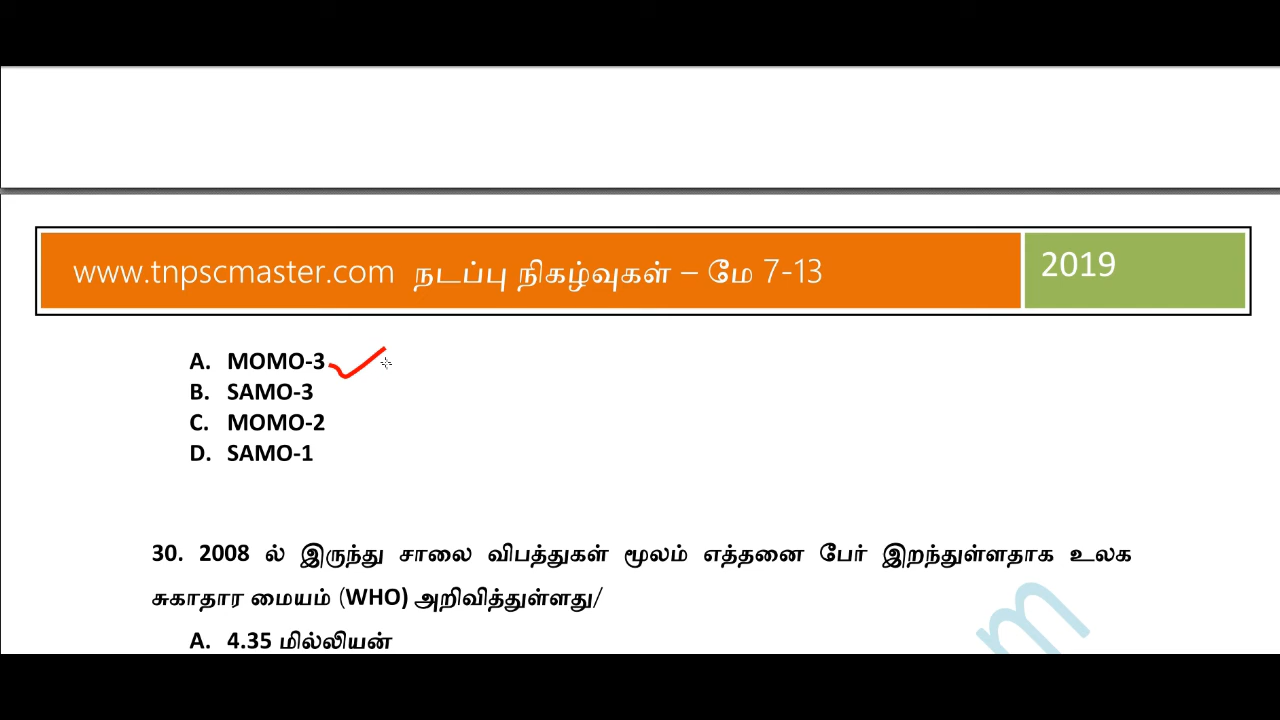 www.tnpscmaster.com நடப்பு நிகழ்வுகள் – மே 7-13
2019
A. MOMO-3
B. SAMO-3
C. MOMO-2
D. SAMO-1
30. 2008 ல் இருந்து சாலை விபத்துகள் மூலம் எத்தனை பேர் இறந்துள்ளதாக உலக
சுகாதார மையம் (WHO) அறிவித்துள்ளது/
A. 4.35 மில்லியன்
m